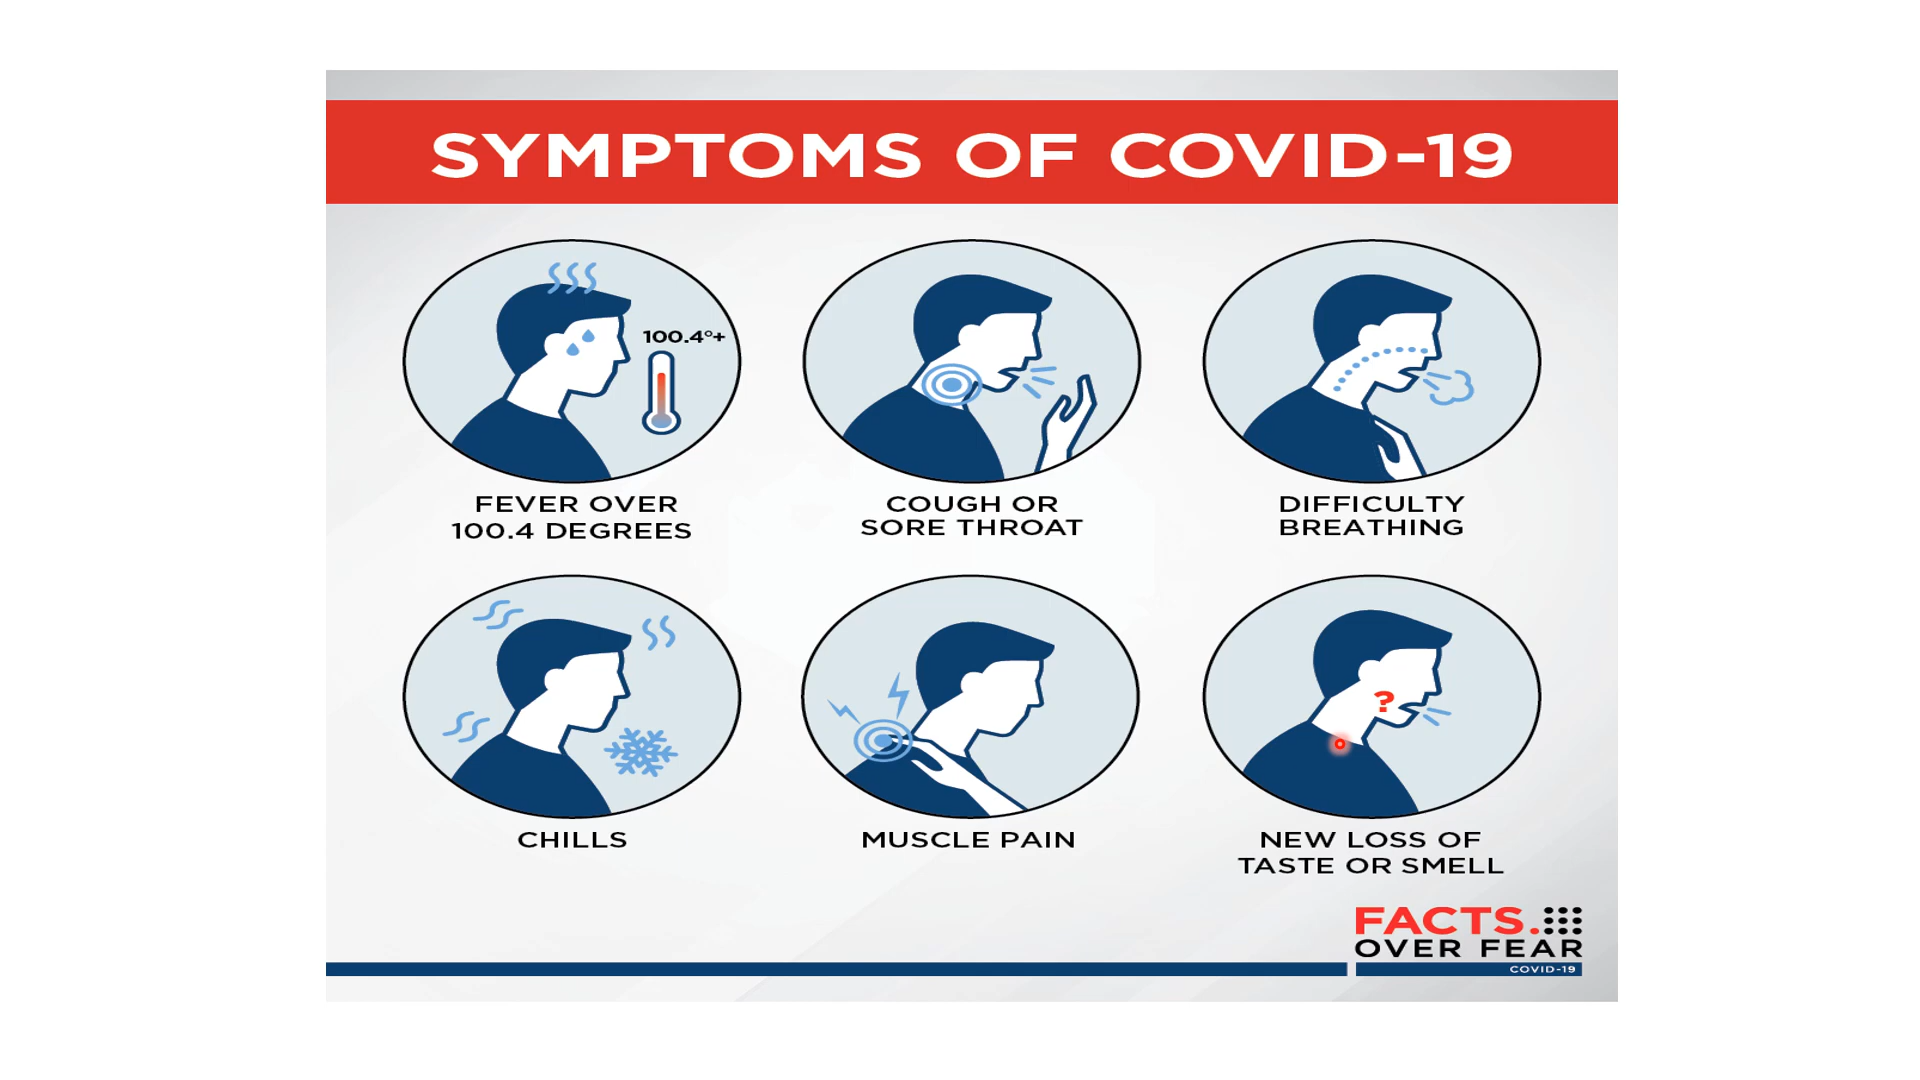 SYMPTOMS OF COVID-19
100.4°+
FEVER OVER
100.4 DEGREES
COUGH OR
SORE THROAT
DIFFICULTY
BREATHING
CHILLS
MUSCLE PAIN
?
NEW LOSS OF
TASTE OR SMELL
FACTS.
OVER FEAR
COVID-19